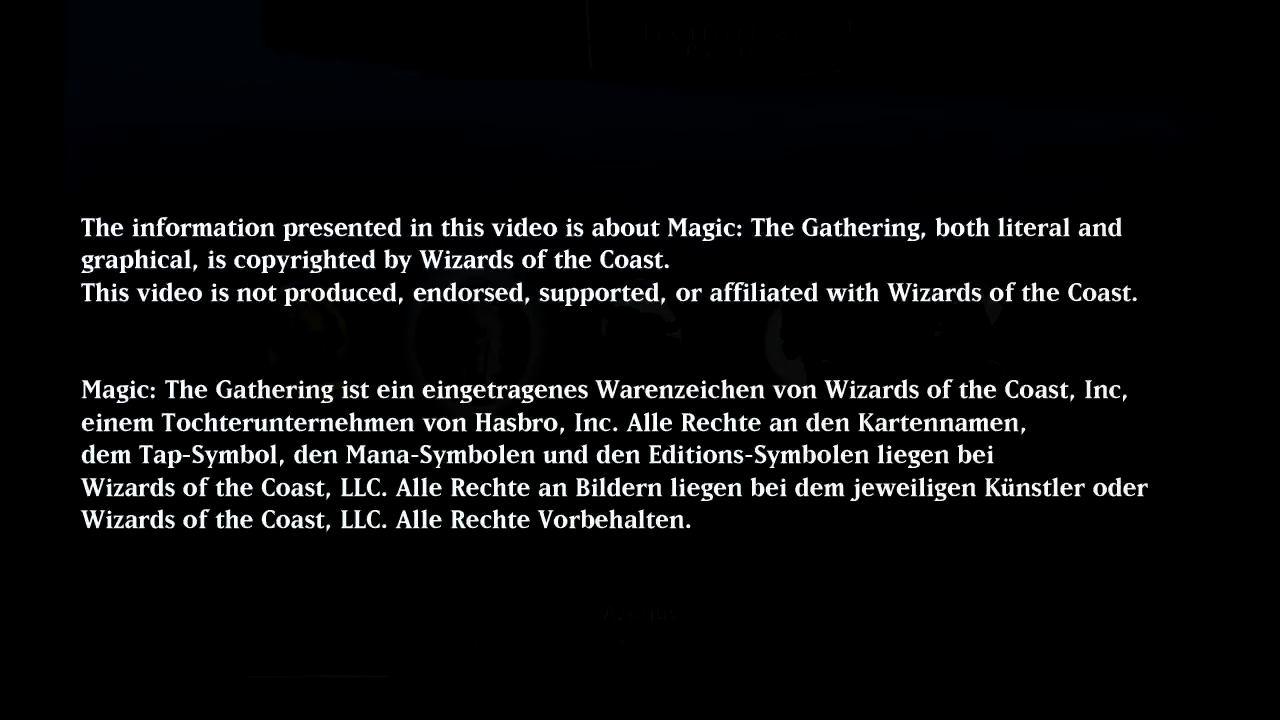 The information presented in this video is about Magic: The Gathering, both literal and
graphical, is copyrighted by Wizards of the Coast.
This video is not produced, endorsed, supported, or affiliated with Wizards of the Coast.
Magic: The Gathering ist ein eingetragenes Warenzeichen von Wizards of the Coast, Inc,
einem Tochterunternehmen von Hasbro, Inc. Alle Rechte an den Kartennamen,
dem Tap-Symbol, den Mana-Symbolen und den Editions-Symbolen liegen bei
Wizards of the Coast, LLC. Alle Rechte an Bildern liegen bei dem jeweiligen Künstler oder
Wizards of the Coast, LLC. Alle Rechte Vorbehalten.